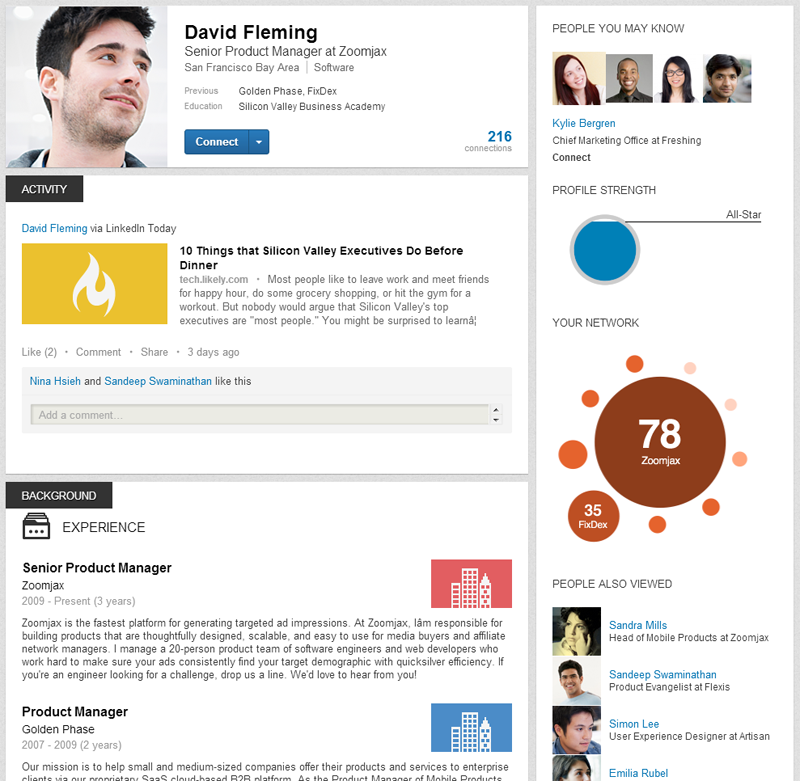 David Fleming
Senior Product Manager at Zoomjax
San Francisco Bay Area | Software
Previous Golden Phase, FixDex
Education Silicon Valley Business Academy
Connect
216
connections
ACTIVITY
David Fleming via LinkedIn Today
10 Things that Silicon Valley Executives Do Before
Dinner
tech.likely.com · Most people like to leave work and meet friends
for happy hour, do some grocery shopping, or hit the gym for a
workout. But nobody would argue that Silicon Valley's top
executives are "most people." You might be surprised to learnâ¦
Like (2) · Comment · Share · 3 days ago
Nina Hsieh and Sandeep Swaminathan like this
Add a comment...
BACKGROUND
EXPERIENCE
Senior Product Manager
Zoomjax
2009 - Present (3 years)
Zoomjax is the fastest platform for generating targeted ad impressions. At Zoomjax, Iâm responsible for
building products that are thoughtfully designed, scalable, and easy to use for media buyers and affiliate
network managers. I manage a 20-person product team of software engineers and web developers who
work hard to make sure your ads consistently find your target demographic with quicksilver efficiency. If
you're an engineer looking for a challenge, drop us a line. We'd love to hear from you!
Product Manager
Golden Phase
2007 - 2009 (2 years)
Our mission is to help small and medium-sized companies offer their products and services to enterprise
clients via our proprietary SaaS cloud-based B2B platform. As the Product Manager of Mobile Products
PEOPLE YOU MAY KNOW
Kylie Bergren
Chief Marketing Office at Freshing
Connect
PROFILE STRENGTH
All-Star
YOUR NETWORK
78
Zoomjax
35
FixDex
PEOPLE ALSO VIEWED
Sandra Mills
Head of Mobile Products at Zoomjax
Sandeep Swaminathan
Product Evangelist at Flexis
Simon Lee
User Experience Designer at Artisan
Emilia Rubel